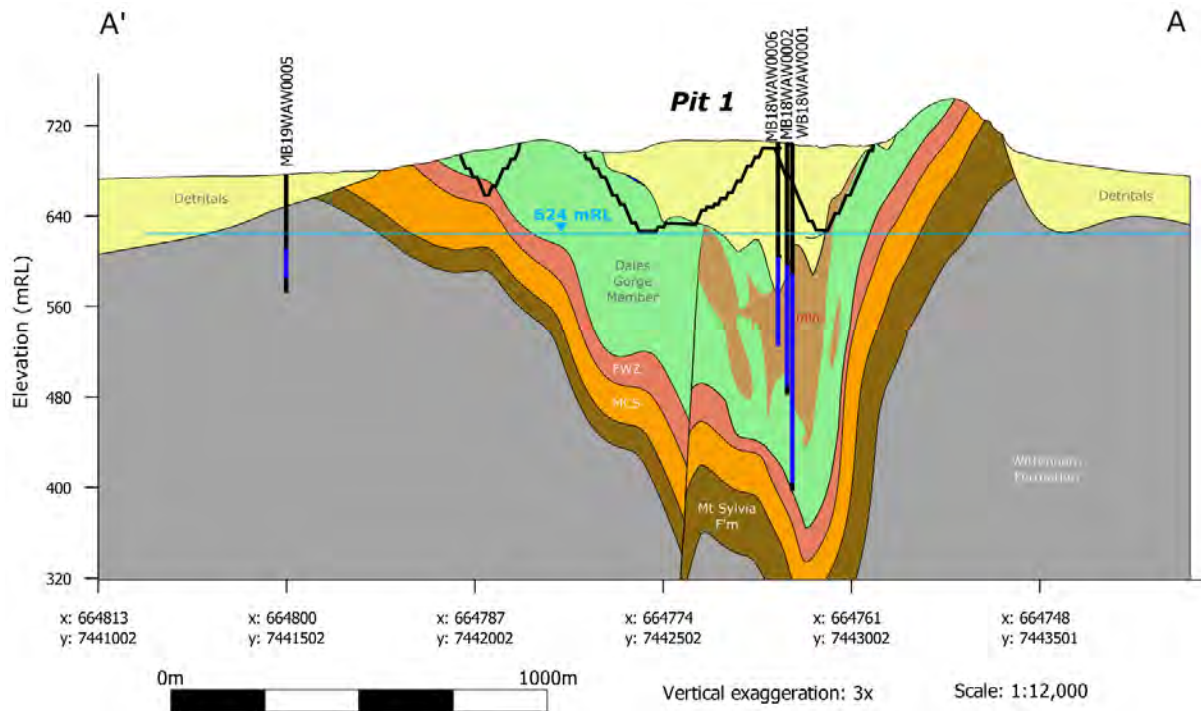 A'
A
Pit 1
MB19WAW0005
MB18WAW0006
MB18WAW0002
WB18WAW0001
Elevation (mRL)
720
640
560
480
400
320
Detritals
Detritals
624 mRL
Dales
Gorge
Member
FWZ
MCS
Mt Sylvia
F'm
Wittenoom
Formation
x: 664813
y: 7441002
x: 664800
y: 7441502
x: 664787
y: 7442002
x: 664774
y: 7442502
x: 664761
y: 7443002
x: 664748
y: 7443501
0m
1000m
Vertical exaggeration: 3x
Scale: 1:12,000